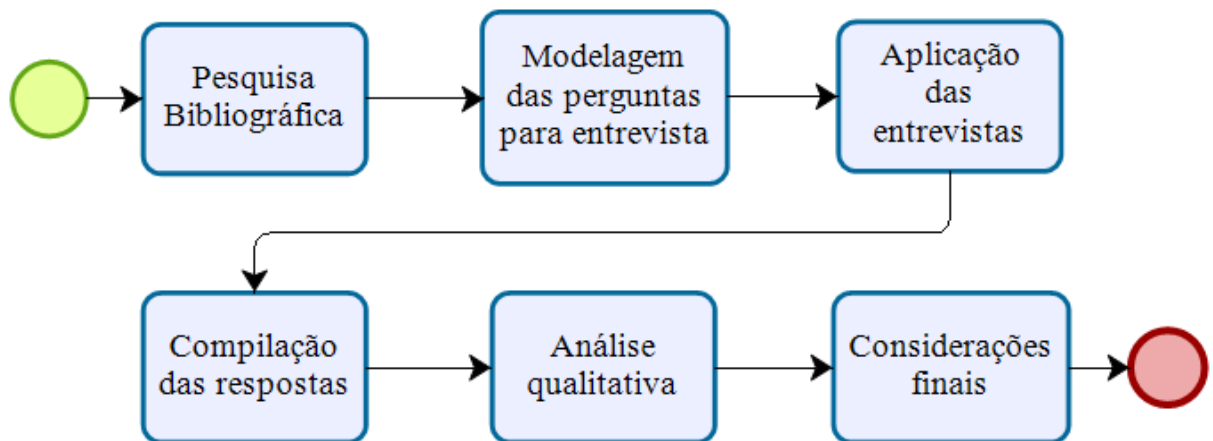 Pesquisa
Bibliográfica
Modelagem
das perguntas
para entrevista
Aplicação
das
entrevistas
Compilação
das respostas
Análise
qualitativa
Considerações
finais